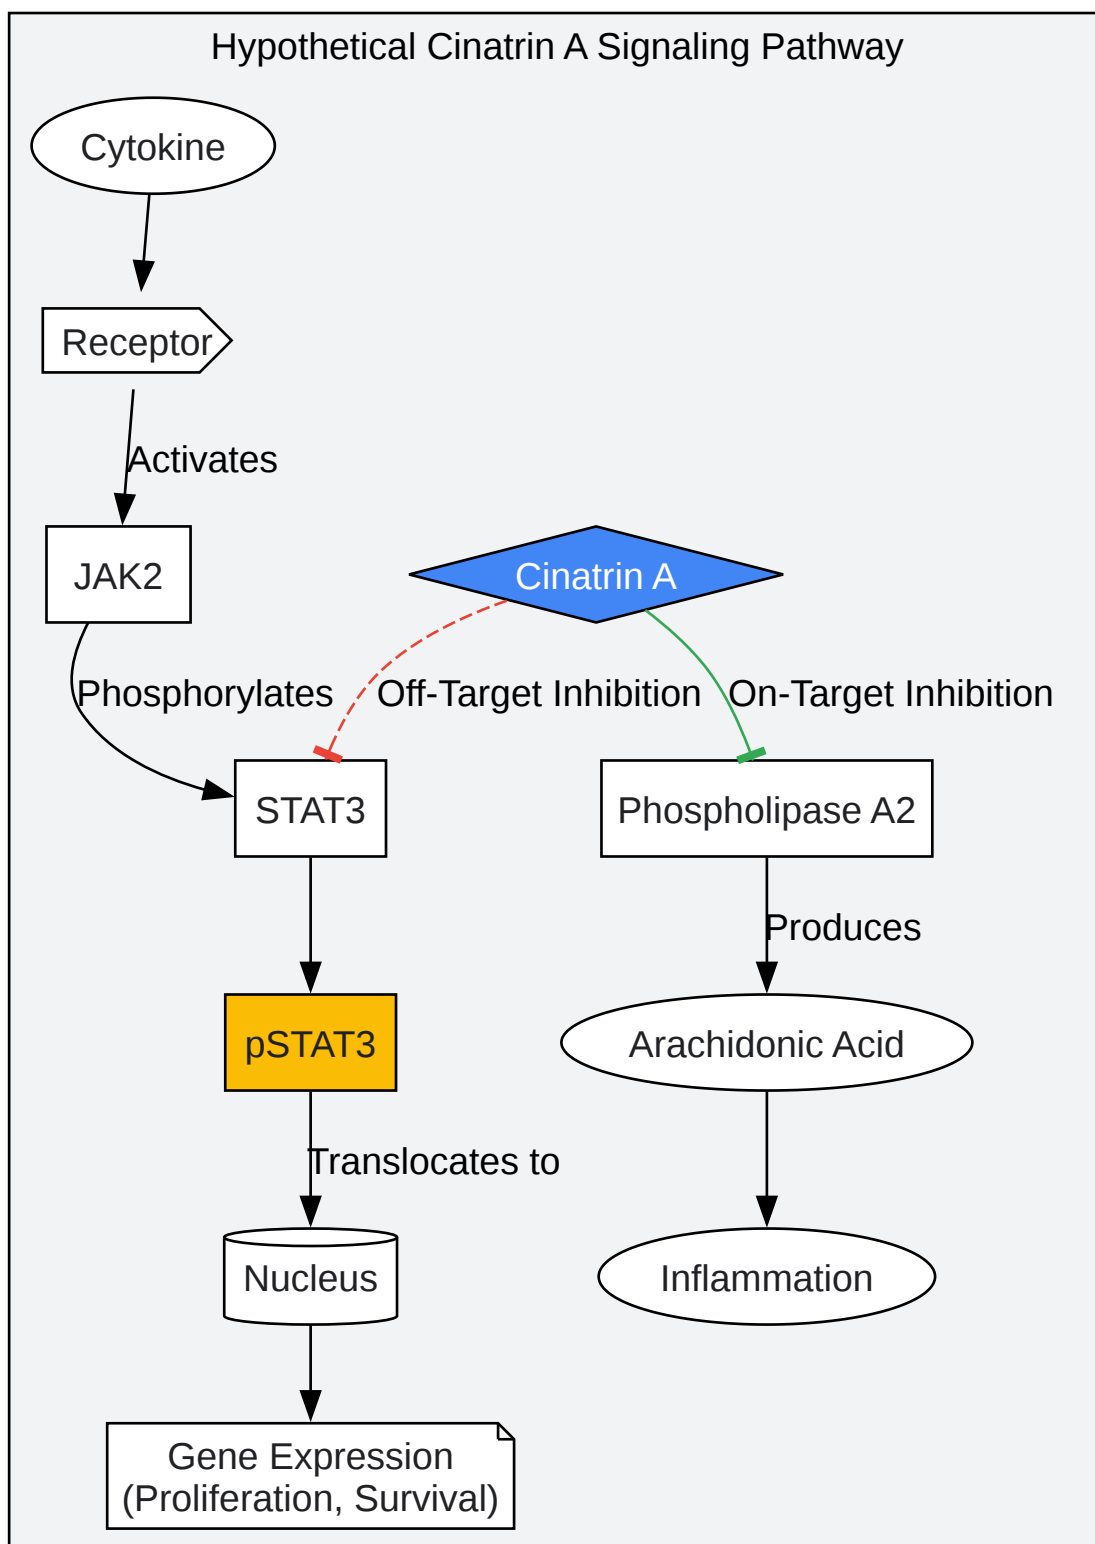 Hypothetical Cinatrin A Signaling Pathway
Cytokine
Receptor
Activates
JAK2
Cinatrin A
Phosphorylates
Off-Target Inhibition
On-Target Inhibition
STAT3
Phospholipase A2
Produces
pSTAT3
Arachidonic Acid
Translocates to
Nucleus
Inflammation
Gene Expression
(Proliferation, Survival)